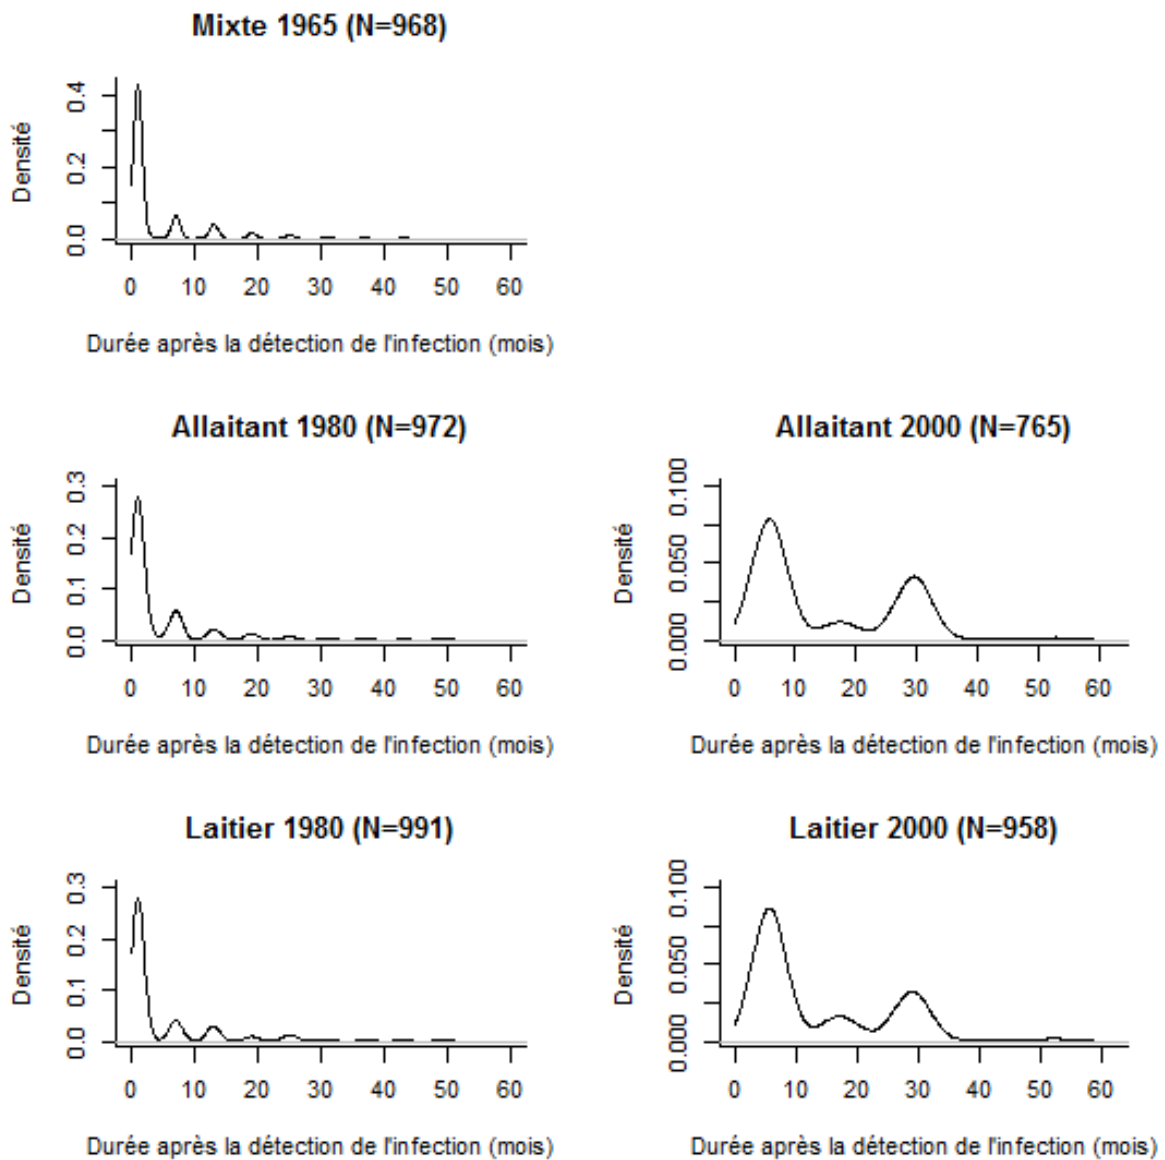 Mixte 1965 (N=968)
Densité
0.0 0.2 0.4
0 10 20 30 40 50 60
Durée après la détection de l'infection (mois)
Allaitant 1980 (N=972)
Densité
0.0 0.1 0.2 0.3
0 10 20 30 40 50 60
Durée après la détection de l'infection (mois)
Allaitant 2000 (N=765)
Densité
0.000 0.050 0.100
0 10 20 30 40 50 60
Durée après la détection de l'infection (mois)
Laitier 1980 (N=991)
Densité
0.0 0.1 0.2 0.3
0 10 20 30 40 50 60
Durée après la détection de l'infection (mois)
Laitier 2000 (N=958)
Densité
0.000 0.050 0.100
0 10 20 30 40 50 60
Durée après la détection de l'infection (mois)